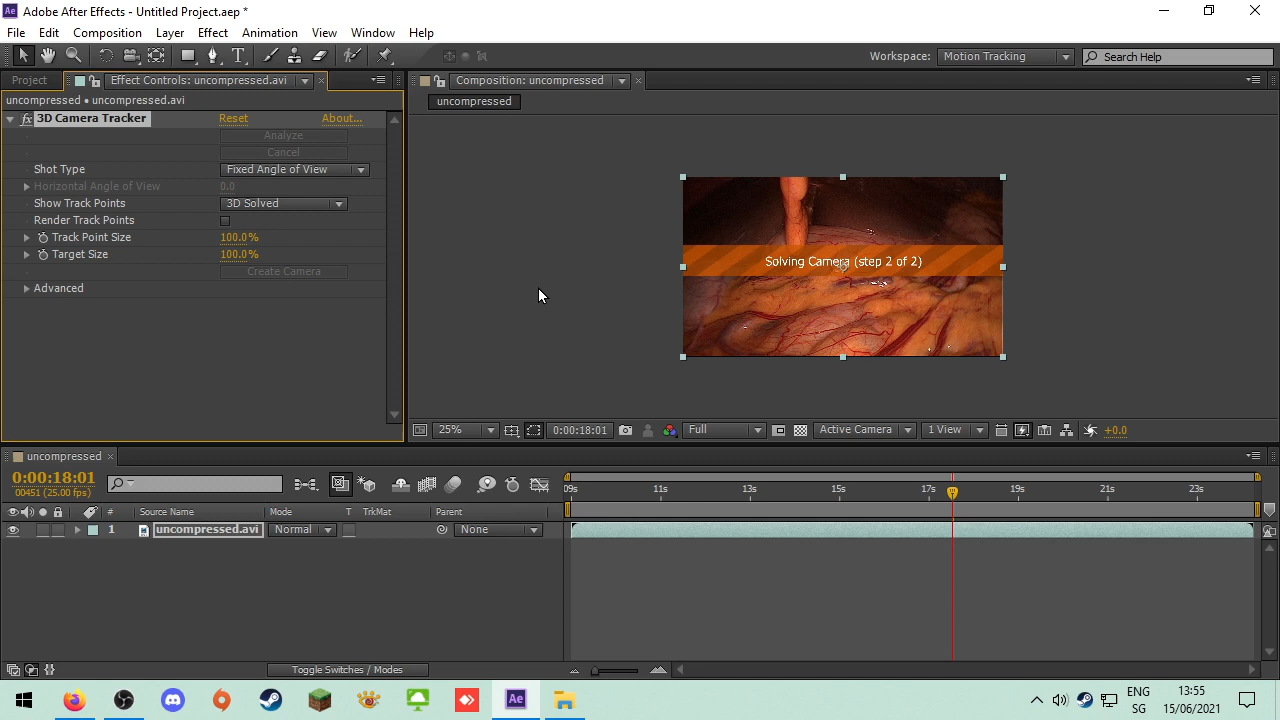 Adobe After Effects - Untitled Project.aep *
File Edit Composition Layer Effect Animation View Window Help
Workspace: Motion Tracking Search Help
Project Effect Controls: uncompressed.avi Composition: uncompressed
uncompressed • uncompressed.avi uncompressed
fx 3D Camera Tracker Reset About...
Analyze
Cancel
Shot Type Fixed Angle of View
Horizontal Angle of View 0.0
Show Track Points 3D Solved
Render Track Points
Track Point Size 100.0%
Target Size 100.0%
Create Camera
Advanced
Solving Camera (step 2 of 2)
25% 0:00:18:01 Full Active Camera 1 View +0.0
uncompressed
0:00:18:01
00451 (25.00 fps)
09s 11s 13s 15s 17s 19s 21s 23s
# Source Name Mode T TrkMat Parent
1 uncompressed.avi Normal None
Toggle Switches / Modes
Ae
ENG 13:55
SG 15/06/2021